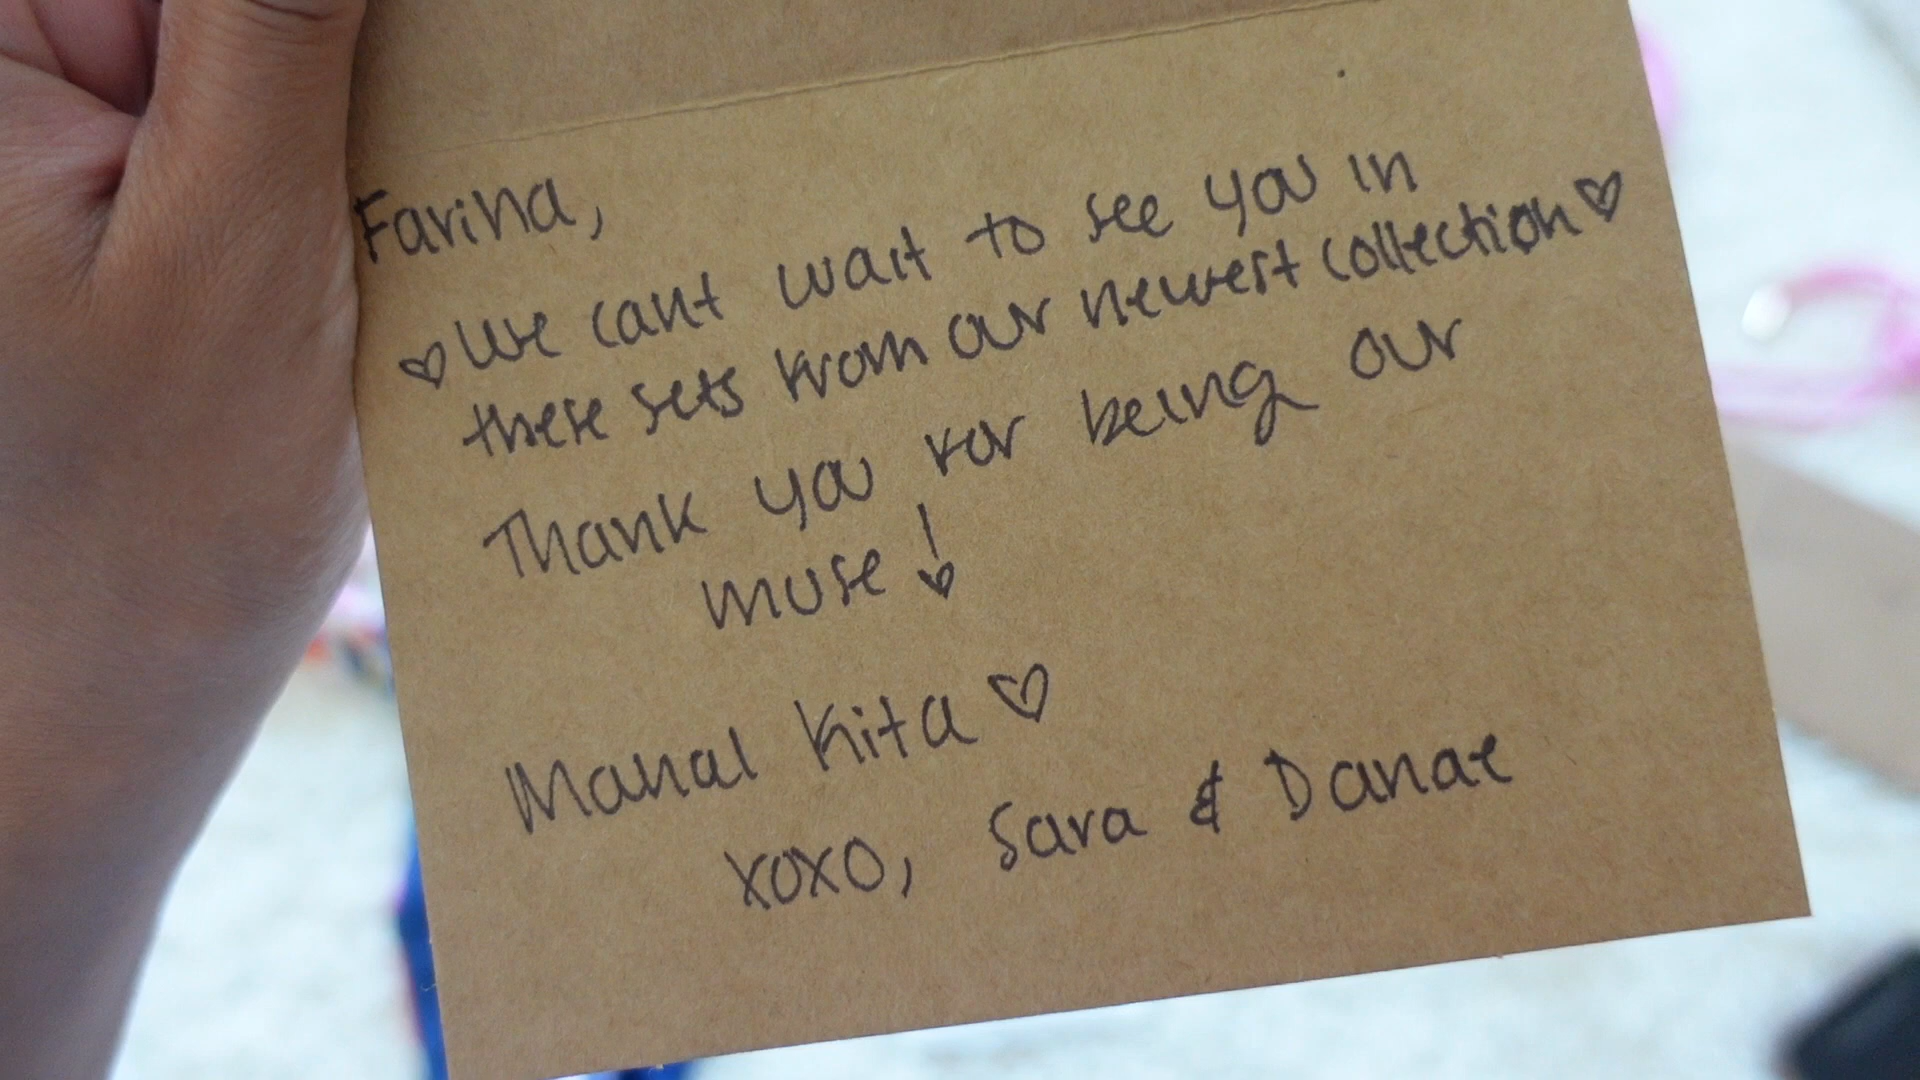 Farina,
♡ We cant wait to see you in
these sets from our newest collection ♡
Thank you for being our
muse!
Mahal Kita ♡
xoxo, Sara & Danae